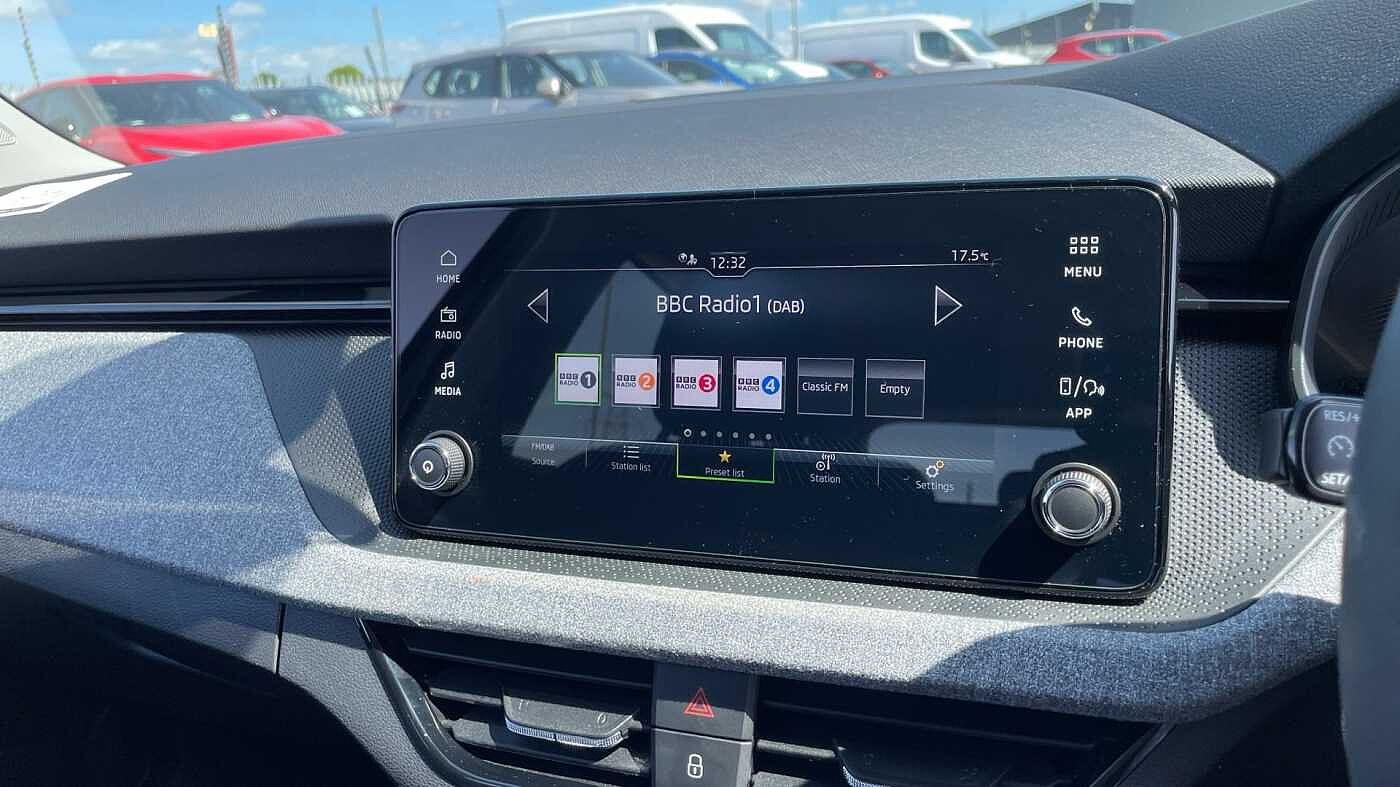 12:32
17.5°C
HOME
MENU
BBC Radio1 (DAB)
RADIO
PHONE
MEDIA
BBC RADIO 1
BBC RADIO 2
BBC RADIO 3
BBC RADIO 4
Classic FM
Empty
APP
RES/+
SET/
FM/DAB
Source
Station list
Preset list
Station
Settings